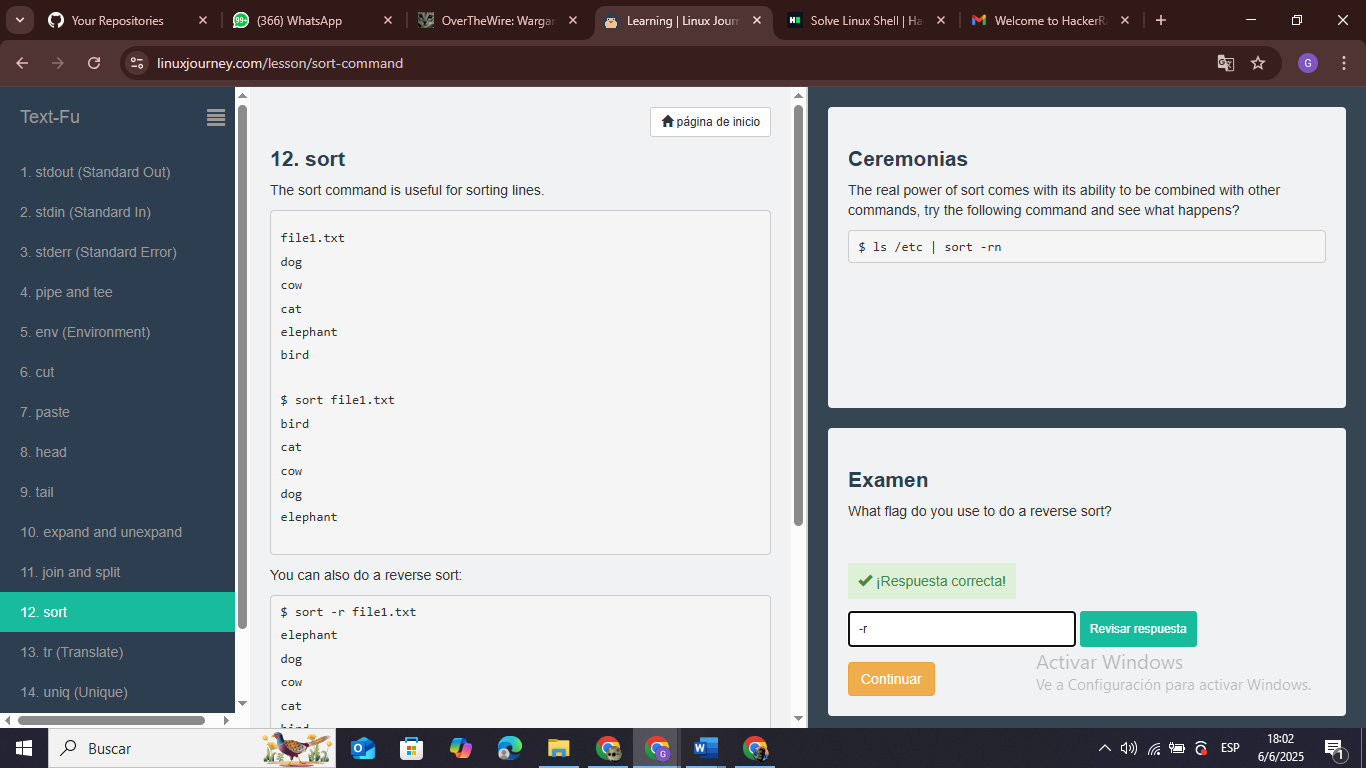 Your Repositories
(366) WhatsApp
OverTheWire: Wargar
Learning | Linux Jour
Solve Linux Shell | Ha
Welcome to HackerRa
linuxjourney.com/lesson/sort-command
G
Text-Fu
1. stdout (Standard Out)
2. stdin (Standard In)
3. stderr (Standard Error)
4. pipe and tee
5. env (Environment)
6. cut
7. paste
8. head
9. tail
10. expand and unexpand
11. join and split
12. sort
13. tr (Translate)
14. uniq (Unique)
página de inicio
12. sort
The sort command is useful for sorting lines.
file1.txt
dog
cow
cat
elephant
bird
$ sort file1.txt
bird
cat
cow
dog
elephant
You can also do a reverse sort:
$ sort -r file1.txt
elephant
dog
cow
cat
bird
Ceremonias
The real power of sort comes with its ability to be combined with other
commands, try the following command and see what happens?
$ ls /etc | sort -rn
Examen
What flag do you use to do a reverse sort?
¡Respuesta correcta!
-r
Revisar respuesta
Continuar
Activar Windows
Ve a Configuración para activar Windows.
Buscar
ESP
18:02
6/6/2025
1